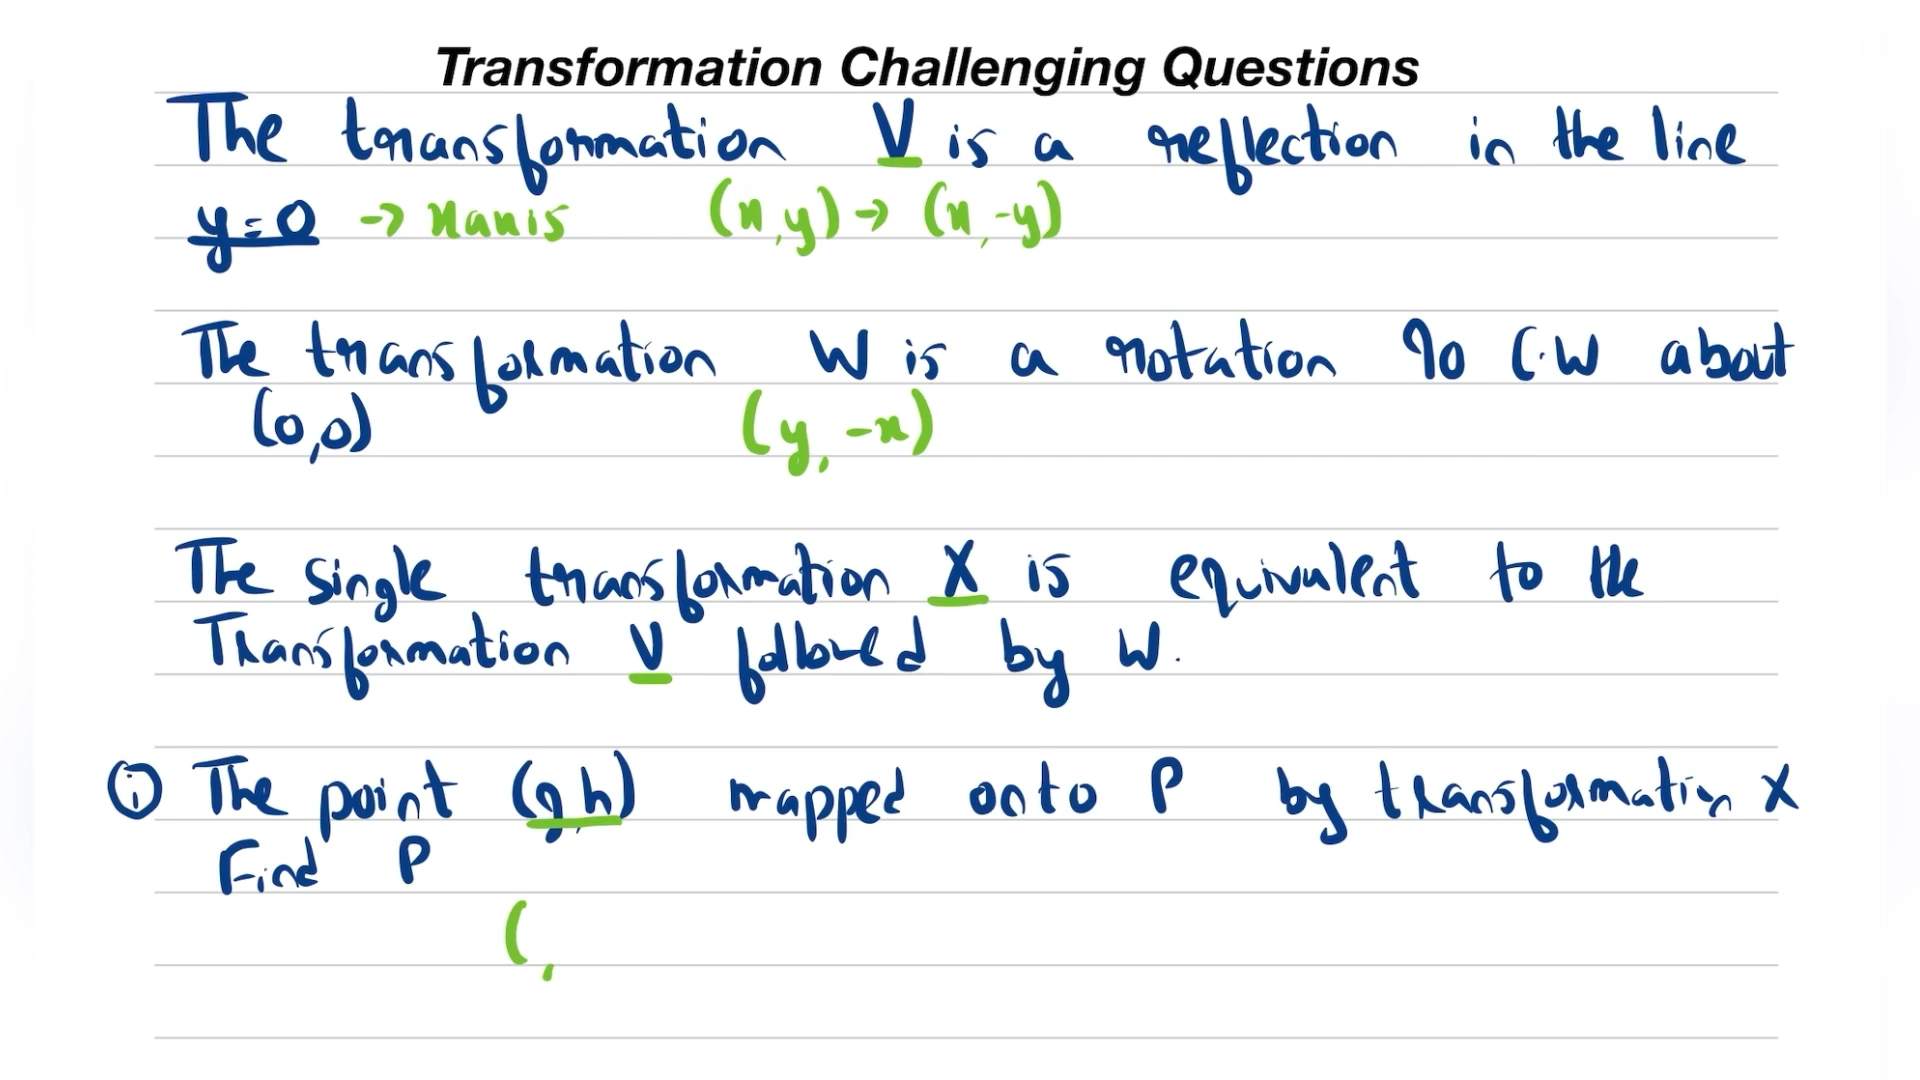 Transformation Challenging Questions
The transformation V is a reflection in the line
y=0 → x axis (x,y) → (x,-y)
The transformation W is a rotation 90 C.W about
(0,0) (y, -x)
The single transformation X is equivalent to the
Transformation V followed by W.
① The point (g,h) mapped onto P by transformation X
Find P
(,